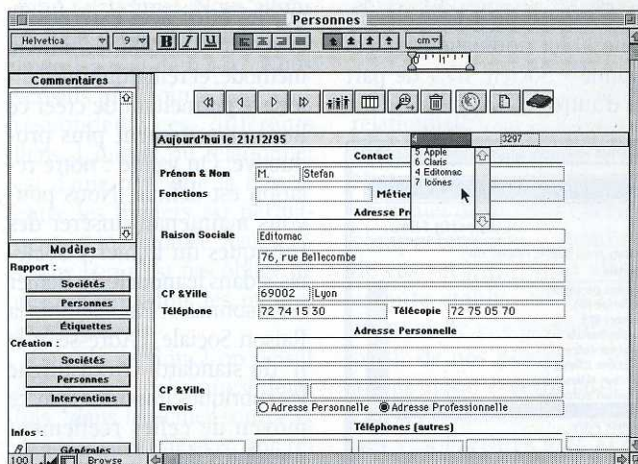 Personnes
Helvetica 9 B I U cm
Commentaires
Aujourd'hui le 21/12/95 3297
5 Apple
6 Claris
4 Editomac
7 Icônes
Contact
Prénom & Nom M. Stefan
Fonctions Métier
Adresse Pr
Raison Sociale Editomac
76, rue Bellecombe
CP &Ville 69002 Lyon
Téléphone 72 74 15 30 Télécopie 72 75 05 70
Adresse Personnelle
CP &Ville
Envois Adresse Personnelle Adresse Professionnelle
Téléphones (autres)
Modèles
Rapport :
Sociétés
Personnes
Étiquettes
Création :
Sociétés
Personnes
Interventions
Infos :
Générales
100 Browse